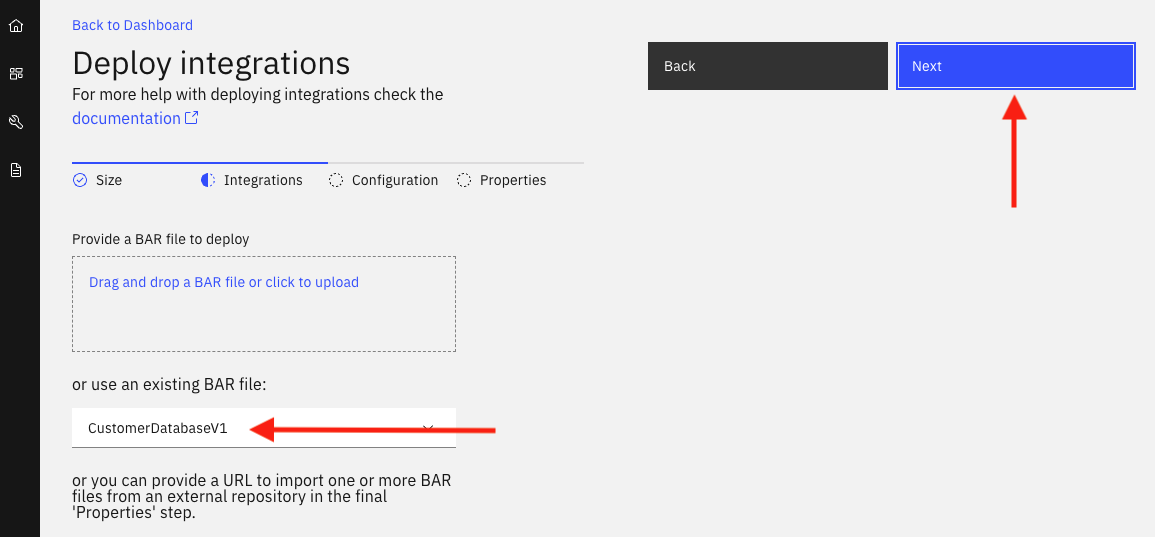 Back to Dashboard
Deploy integrations
For more help with deploying integrations check the
documentation
Back
Next
Size
Integrations
Configuration
Properties
Provide a BAR file to deploy
Drag and drop a BAR file or click to upload
or use an existing BAR file:
CustomerDatabaseV1
or you can provide a URL to import one or more BAR
files from an external repository in the final
'Properties' step.